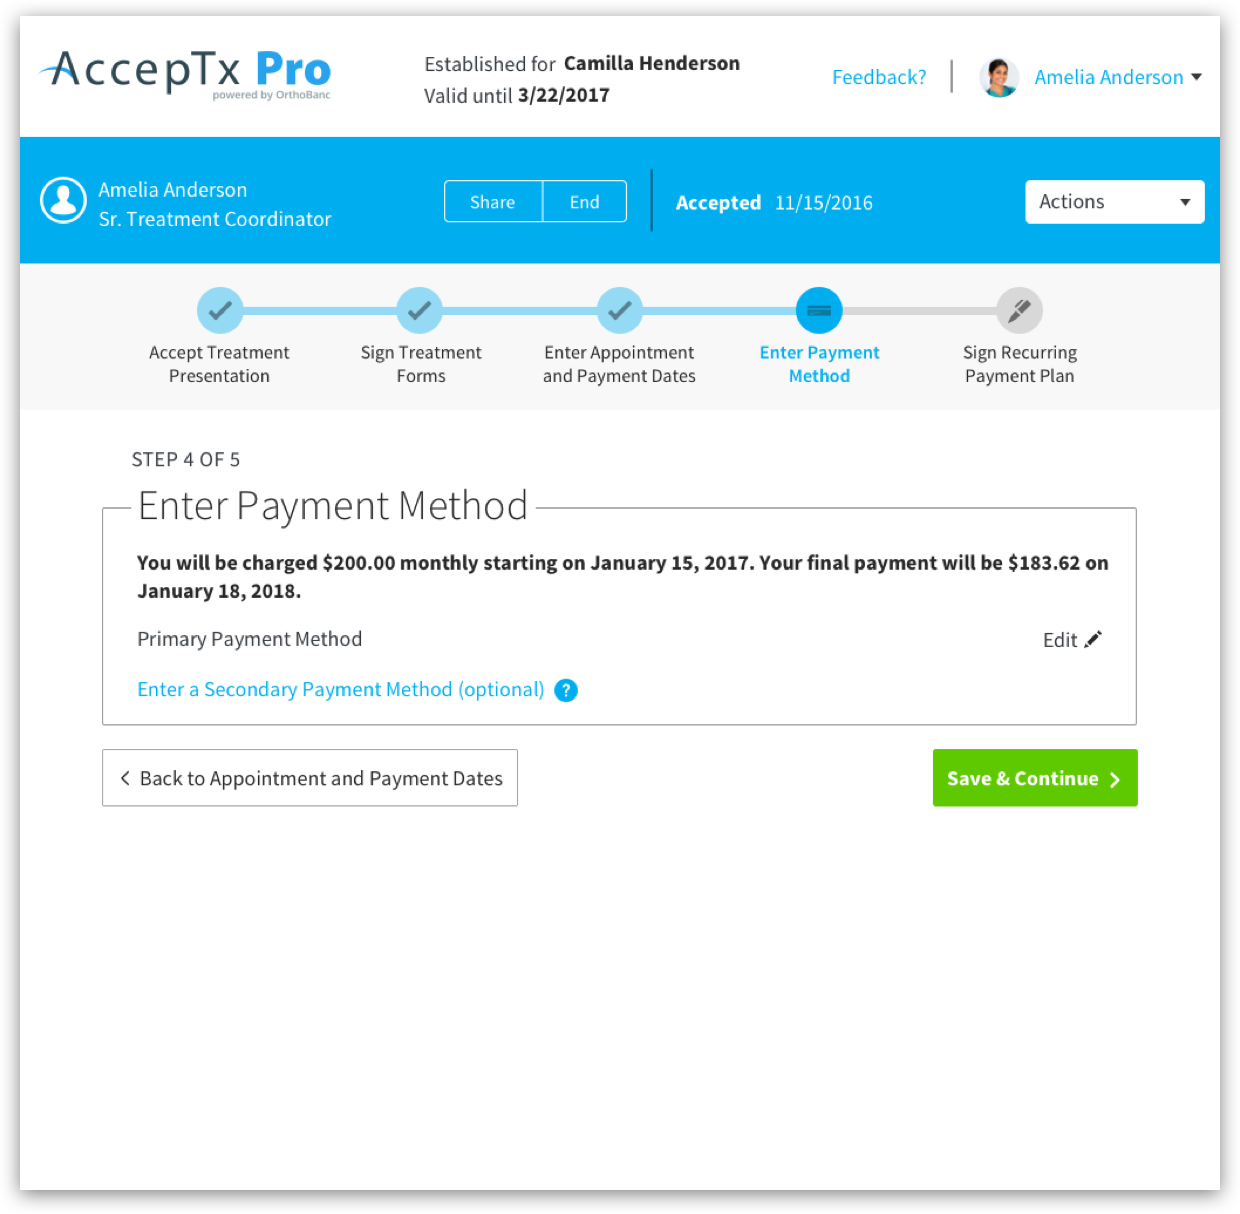 AccepTx Pro
powered by OrthoBanc
Established for Camilla Henderson
Valid until 3/22/2017
Feedback?
Amelia Anderson
Amelia Anderson
Sr. Treatment Coordinator
Share
End
Accepted 11/15/2016
Actions
Accept Treatment
Presentation
Sign Treatment
Forms
Enter Appointment
and Payment Dates
Enter Payment
Method
Sign Recurring
Payment Plan
STEP 4 OF 5
Enter Payment Method
You will be charged $200.00 monthly starting on January 15, 2017. Your final payment will be $183.62 on
January 18, 2018.
Primary Payment Method
Edit
Enter a Secondary Payment Method (optional) ?
< Back to Appointment and Payment Dates
Save & Continue >